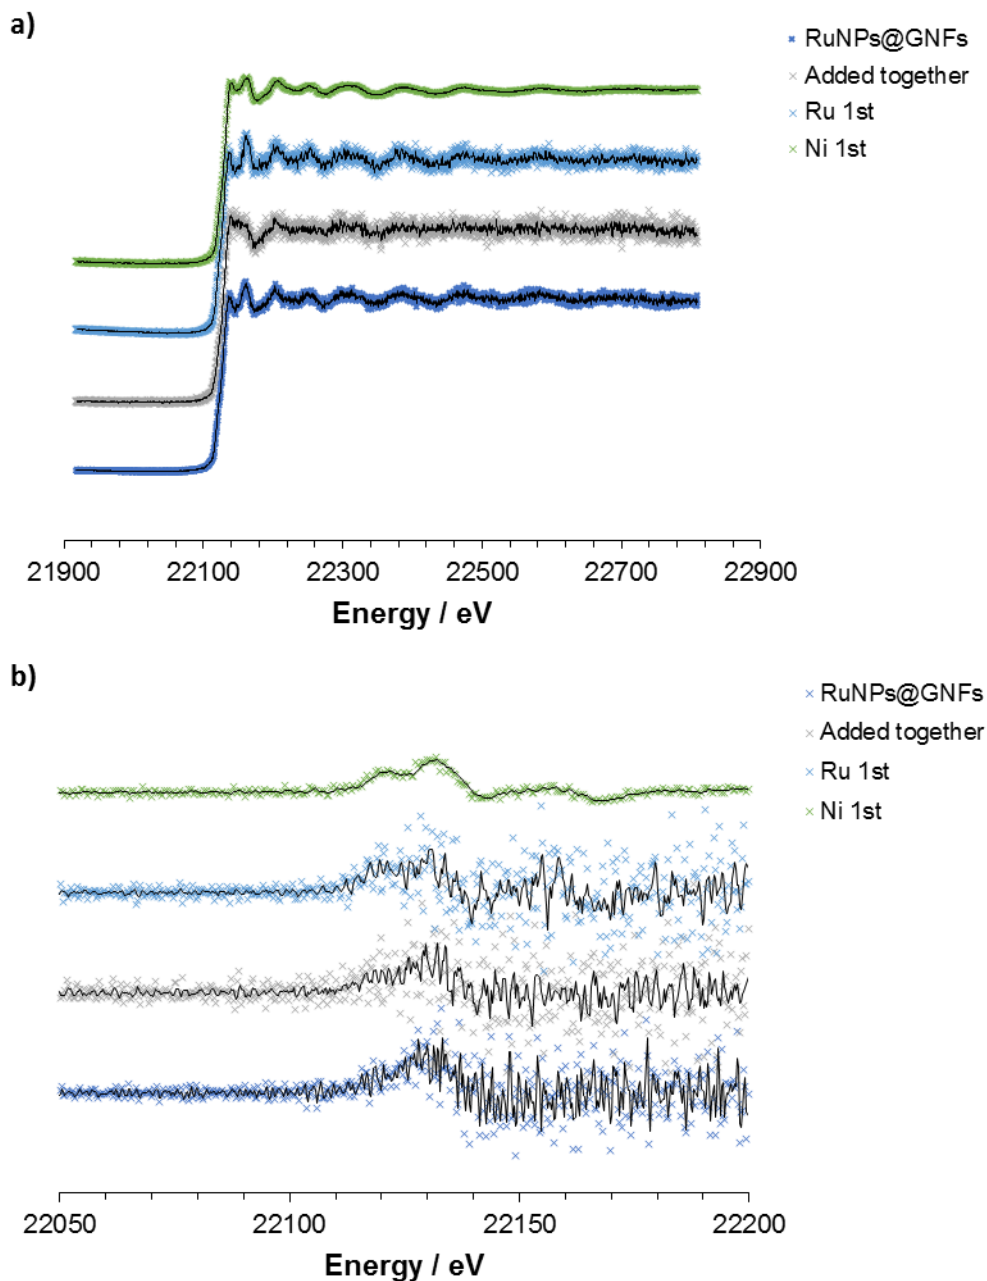 a)
RuNPs@GNFs
Added together
Ru 1st
Ni 1st
21900 22100 22300 22500 22700 22900
Energy / eV
b)
RuNPs@GNFs
Added together
Ru 1st
Ni 1st
22050 22100 22150 22200
Energy / eV